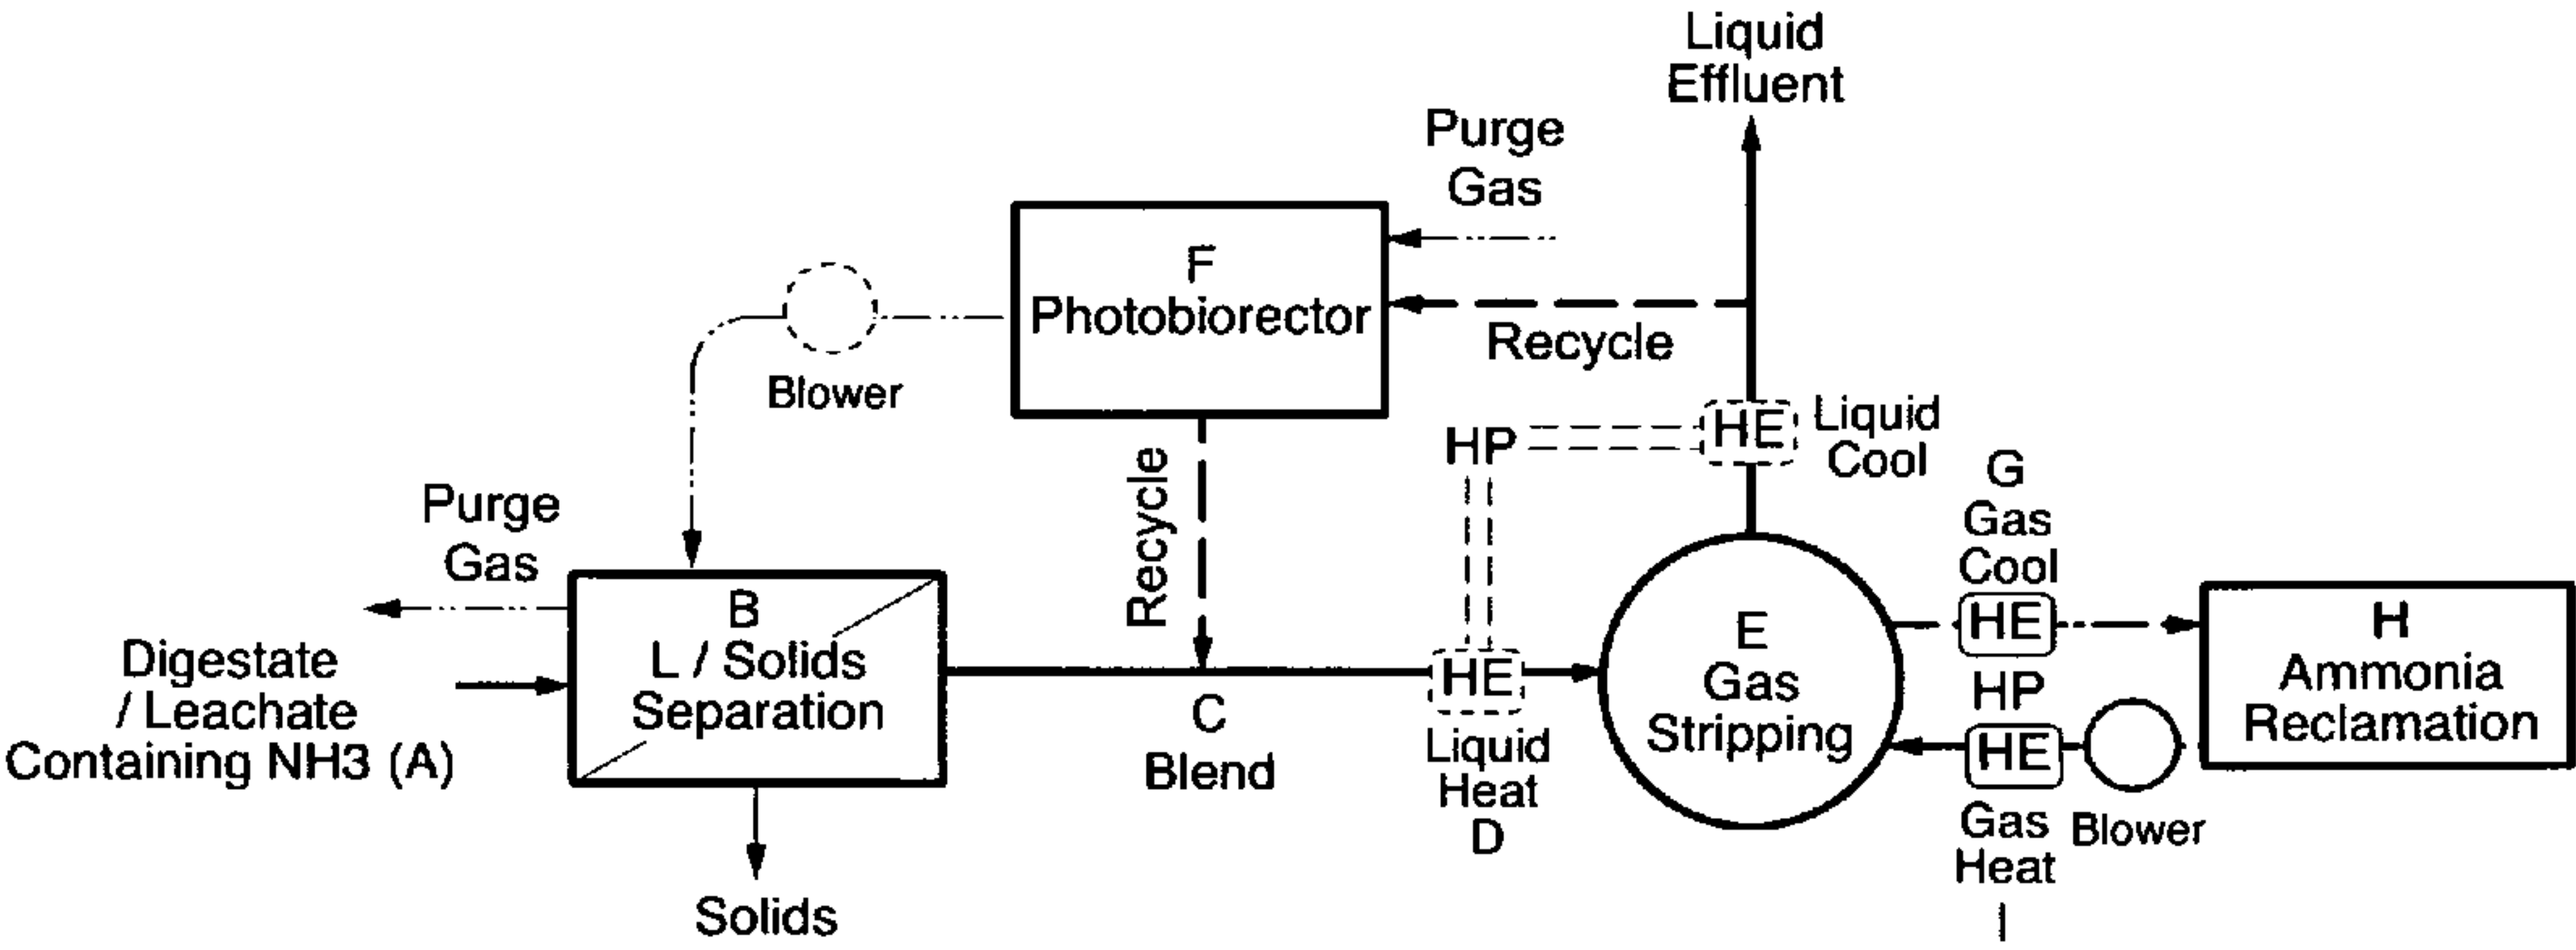 Liquid
Effluent
Purge
Gas
F
Photobiorector
Recycle
Blower
HE
Liquid
Cool
HP
Recycle
Purge
Gas
G
Gas
Cool
HE
B
L / Solids
Separation
Digestate
/ Leachate
Containing NH3 (A)
C
Blend
HE
Liquid
Heat
D
E
Gas
Stripping
HP
HE
Gas
Heat
I
Blower
H
Ammonia
Reclamation
Solids